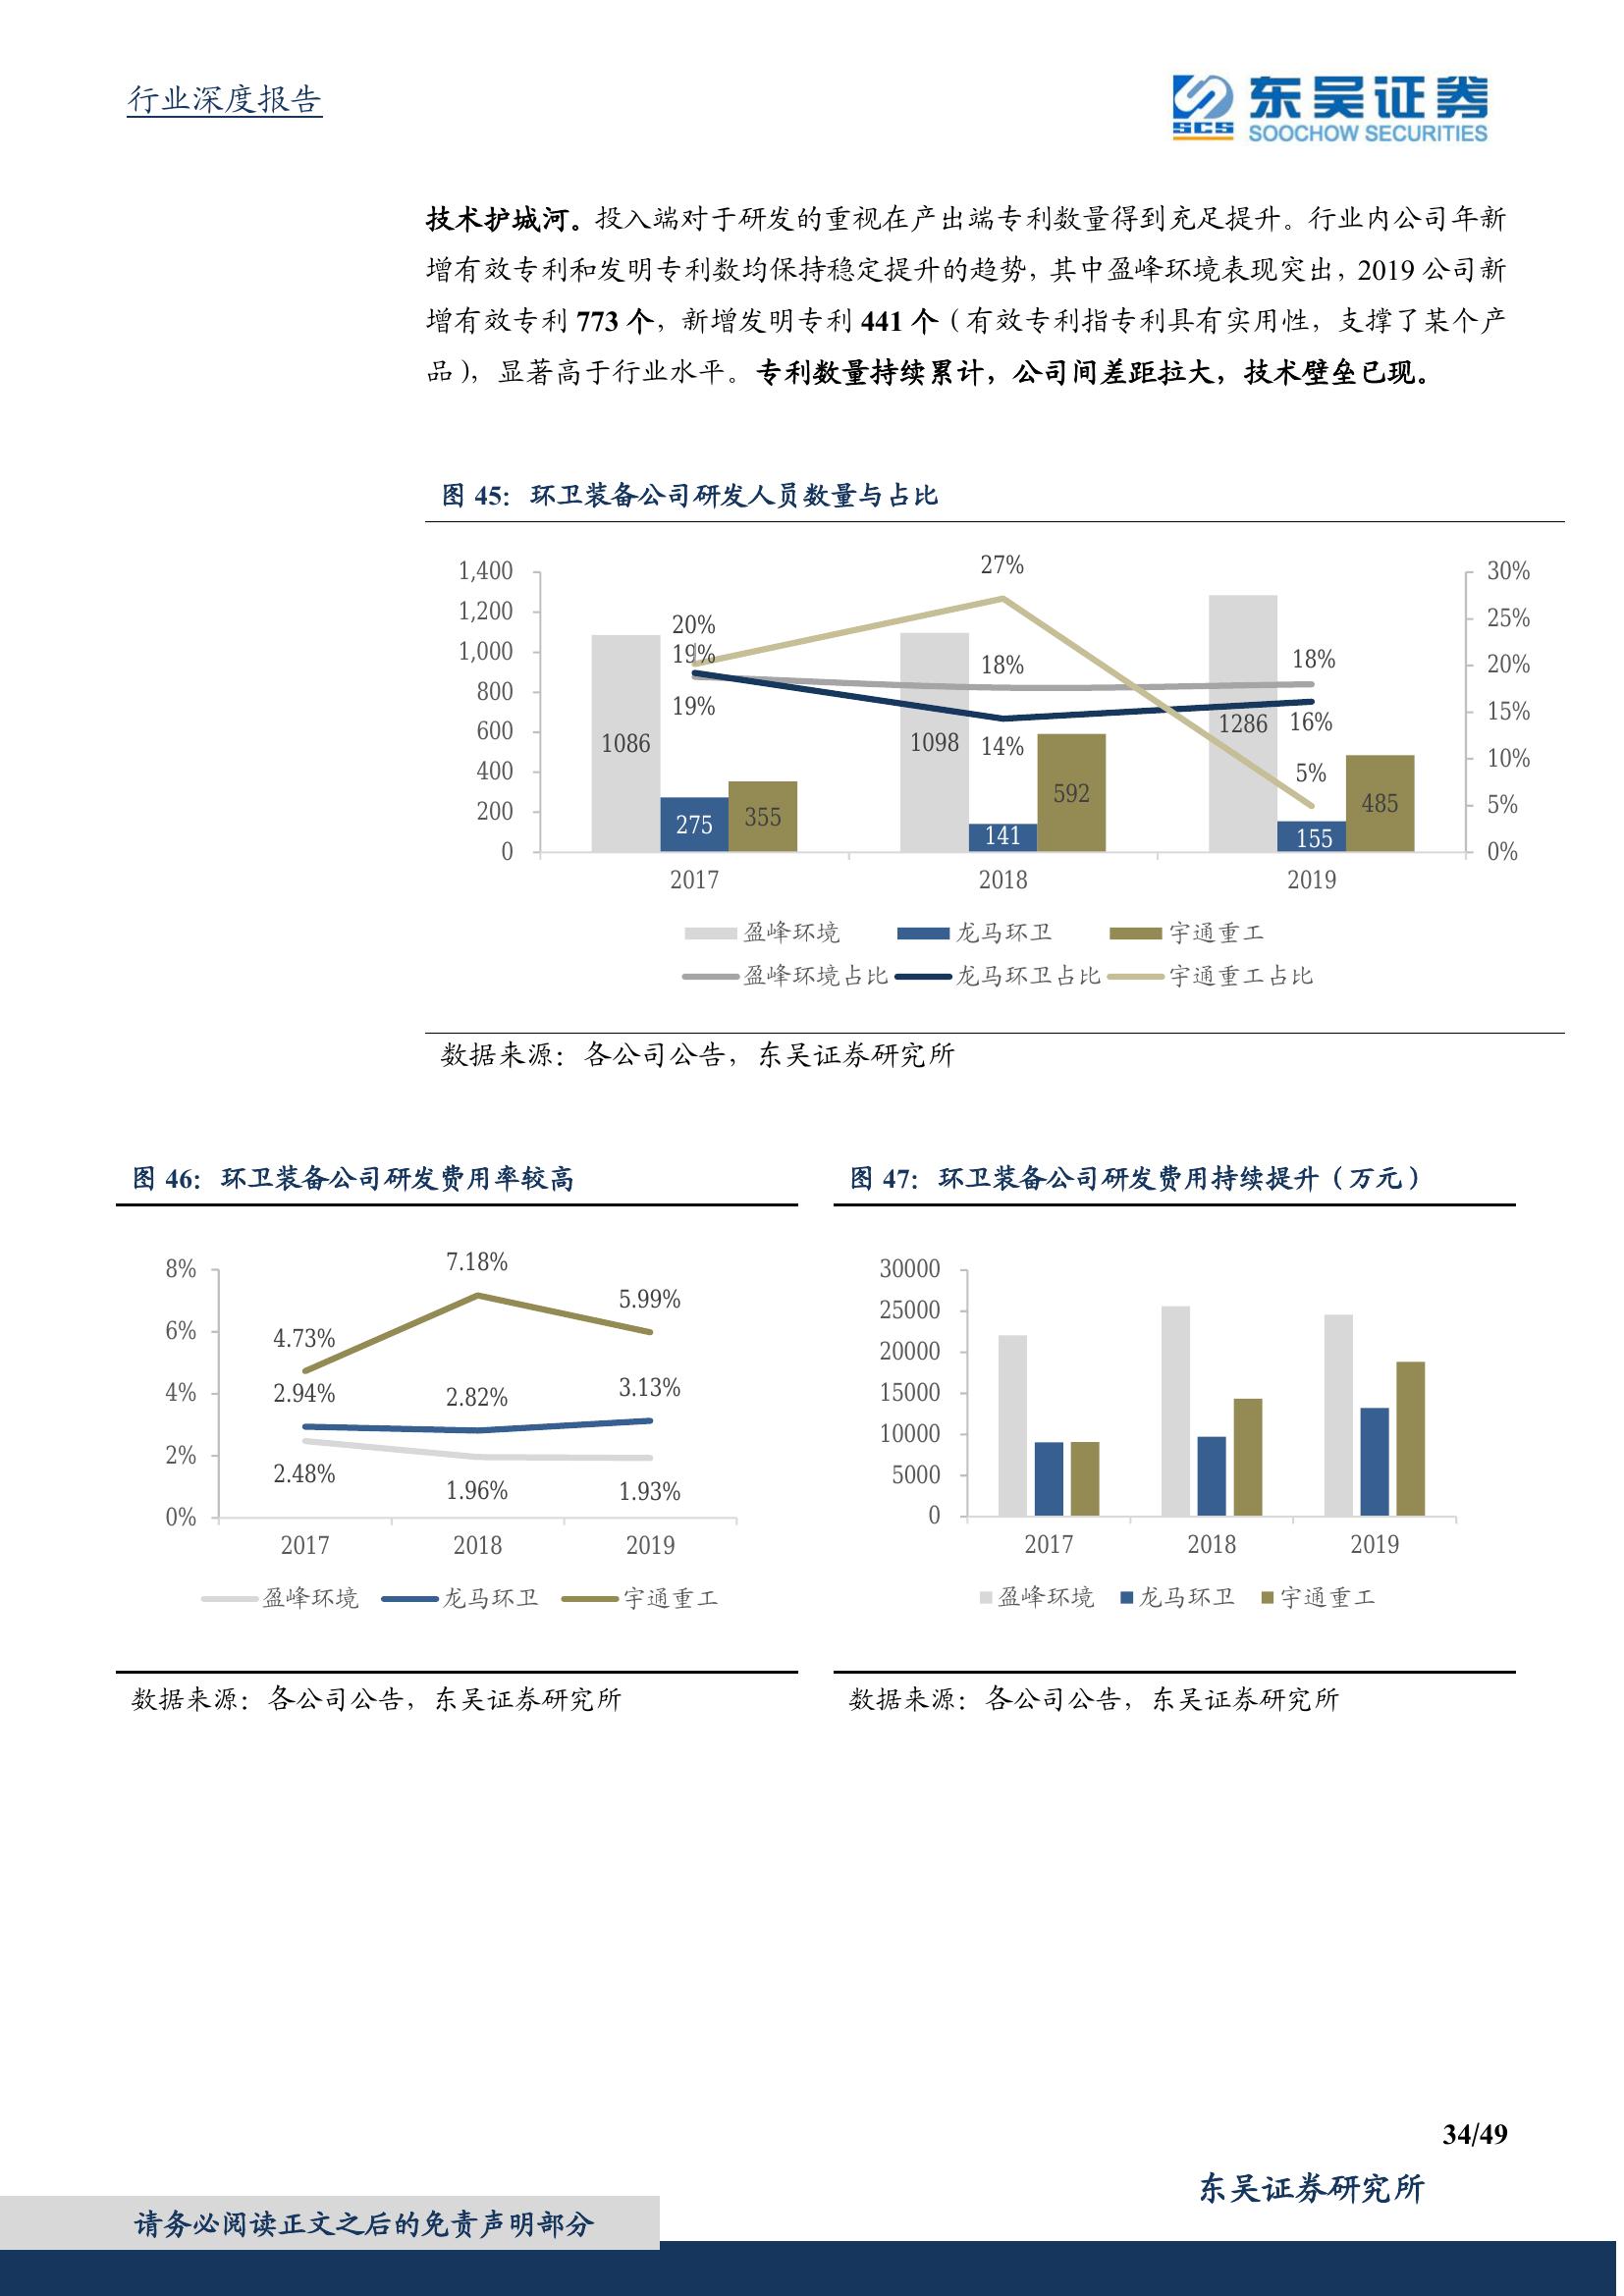 行业深度报告
东吴证券
SCS
SOOCHOW SECURITIES
技术护城河。投入端对于研发的重视在产出端专利数量得到充足提升。行业内公司年新
增有效专利和发明专利数均保持稳定提升的趋势，其中盈峰环境表现突出，2019 公司新
增有效专利 773 个，新增发明专利 441 个（有效专利指专利具有实用性，支撑了某个产
品），显著高于行业水平。专利数量持续累计，公司间差距拉大，技术壁垒已现。
图 45：环卫装备公司研发人员数量与占比
1,400
1,200
1,000
800
600
400
200
0
30%
25%
20%
15%
10%
5%
0%
20%
19%
19%
27%
18%
14%
18%
16%
5%
1086
275
355
1098
141
592
1286
155
485
2017 2018 2019
盈峰环境 龙马环卫 宇通重工
盈峰环境占比 龙马环卫占比 宇通重工占比
数据来源：各公司公告，东吴证券研究所
图 46：环卫装备公司研发费用率较高
8%
6%
4%
2%
0%
4.73%
7.18%
5.99%
2.94%
2.82%
3.13%
2.48%
1.96%
1.93%
2017 2018 2019
盈峰环境 龙马环卫 宇通重工
数据来源：各公司公告，东吴证券研究所
图 47：环卫装备公司研发费用持续提升（万元）
30000
25000
20000
15000
10000
5000
0
2017 2018 2019
盈峰环境 龙马环卫 宇通重工
数据来源：各公司公告，东吴证券研究所
34/49
东吴证券研究所
请务必阅读正文之后的免责声明部分